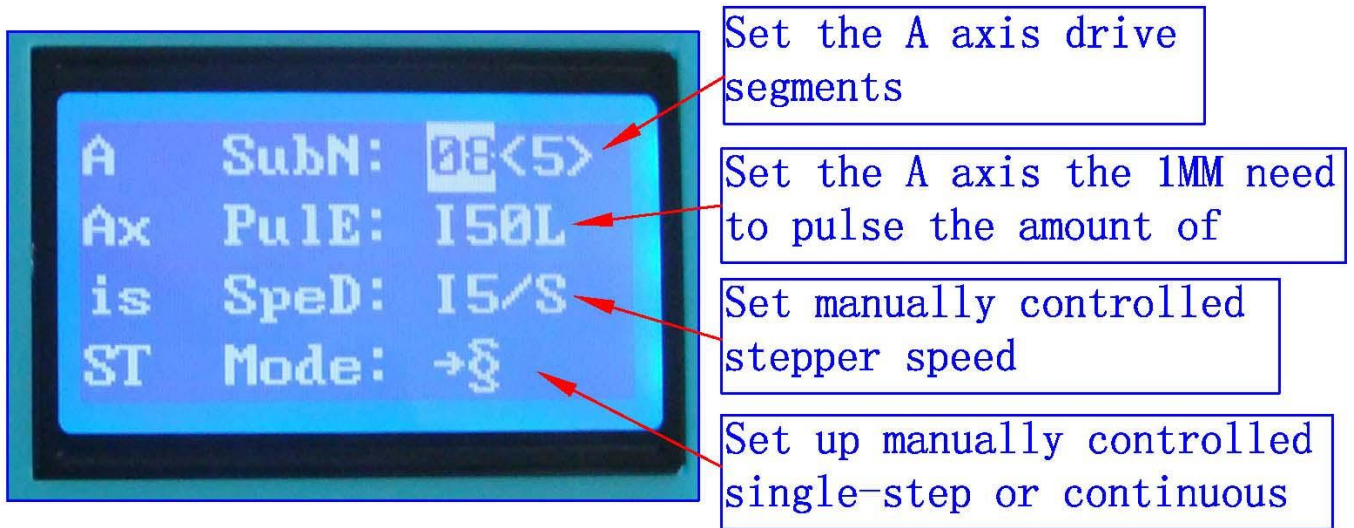 A SubN: 08<5>
Ax PulE: I50L
is SpeD: I5/S
ST Mode: →§
Set the A axis drive
segments
Set the A axis the 1MM need
to pulse the amount of
Set manually controlled
stepper speed
Set up manually controlled
single-step or continuous